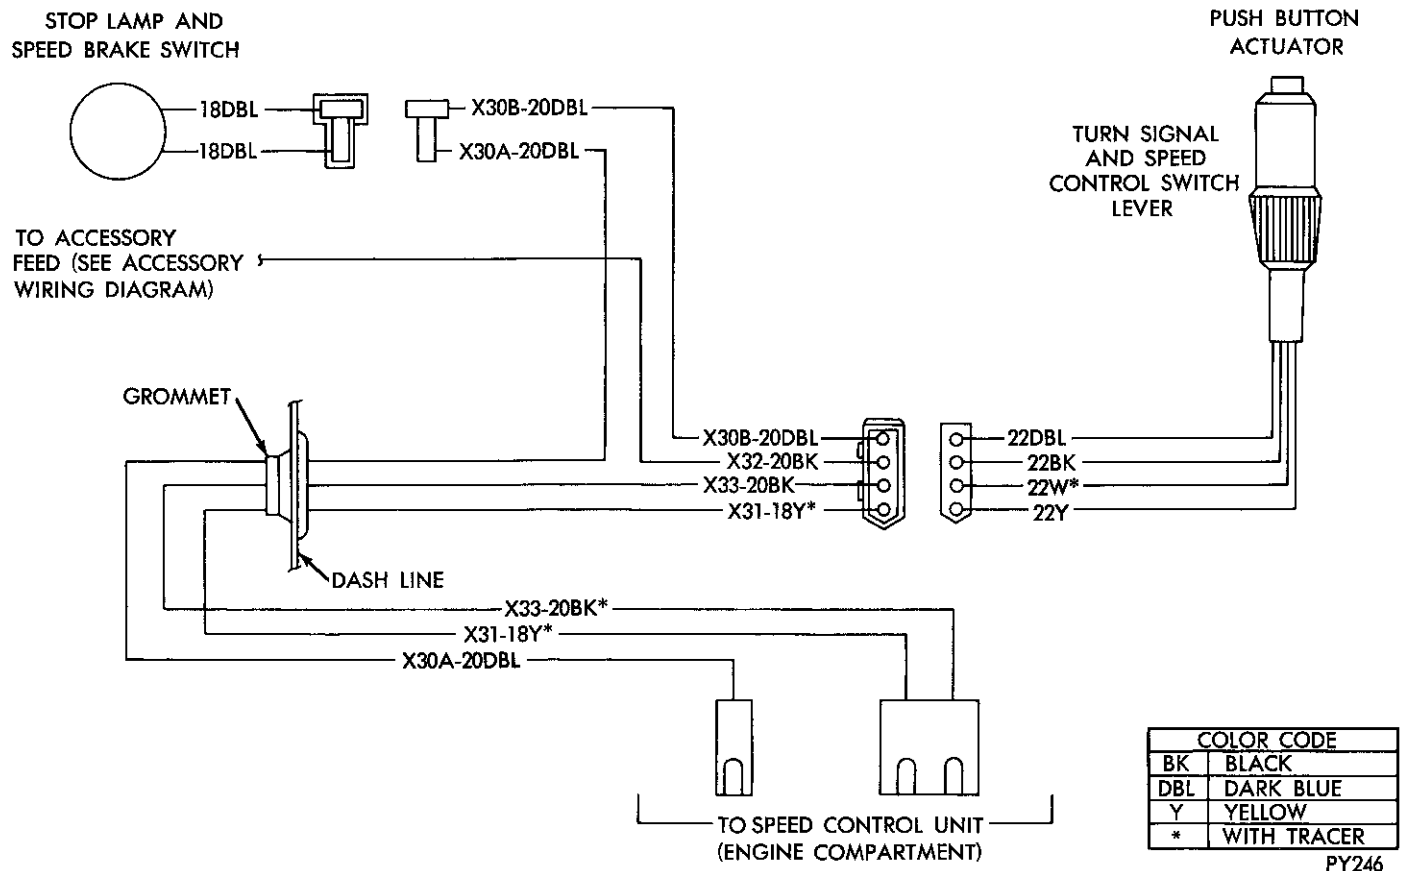 STOP LAMP AND
SPEED BRAKE SWITCH
PUSH BUTTON
ACTUATOR
18DBL
18DBL
X30B-20DBL
X30A-20DBL
TURN SIGNAL
AND SPEED
CONTROL SWITCH
LEVER
TO ACCESSORY
FEED (SEE ACCESSORY
WIRING DIAGRAM)
GROMMET
DASH LINE
X30B-20DBL
X32-20BK
X33-20BK
X31-18Y*
22DBL
22BK
22W*
22Y
X33-20BK*
X31-18Y*
X30A-20DBL
TO SPEED CONTROL UNIT
(ENGINE COMPARTMENT)
COLOR CODE
BK BLACK
DBL DARK BLUE
Y YELLOW
* WITH TRACER
PY246